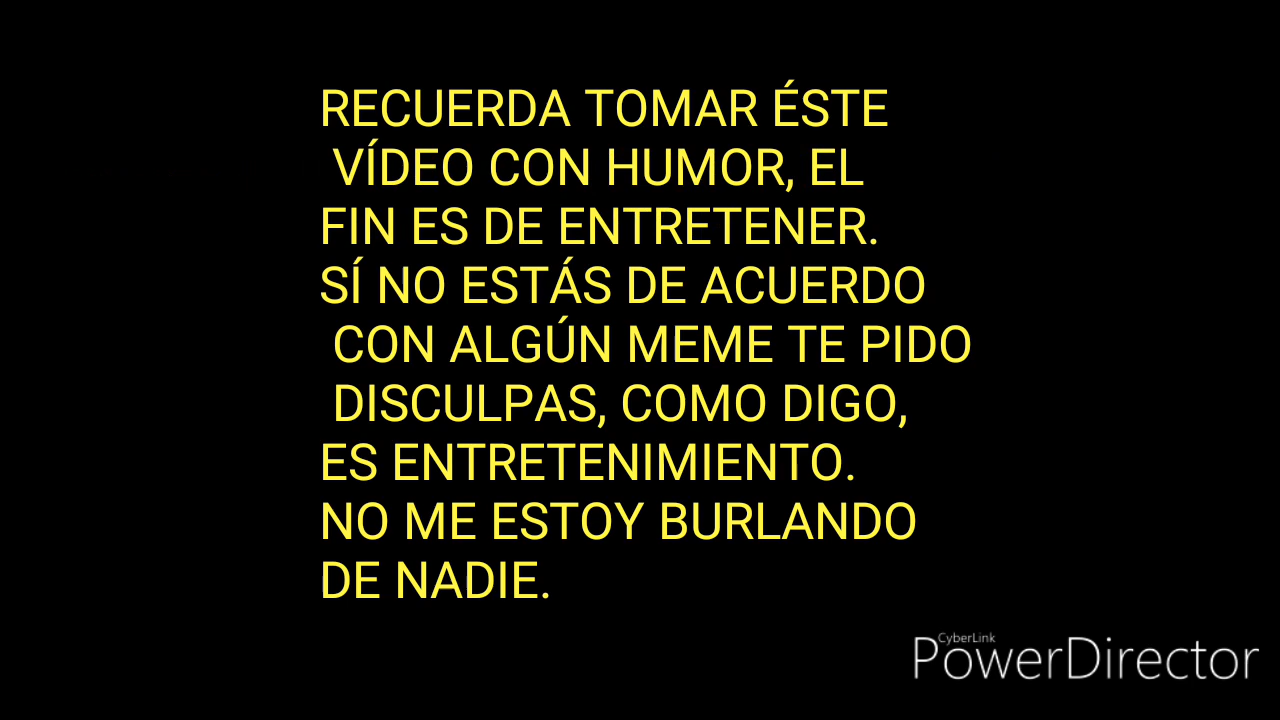 RECUERDA TOMAR ÉSTE
VÍDEO CON HUMOR, EL
FIN ES DE ENTRETENER.
SÍ NO ESTÁS DE ACUERDO
CON ALGÚN MEME TE PIDO
DISCULPAS, COMO DIGO,
ES ENTRETENIMIENTO.
NO ME ESTOY BURLANDO
DE NADIE.
CyberLink
PowerDirector